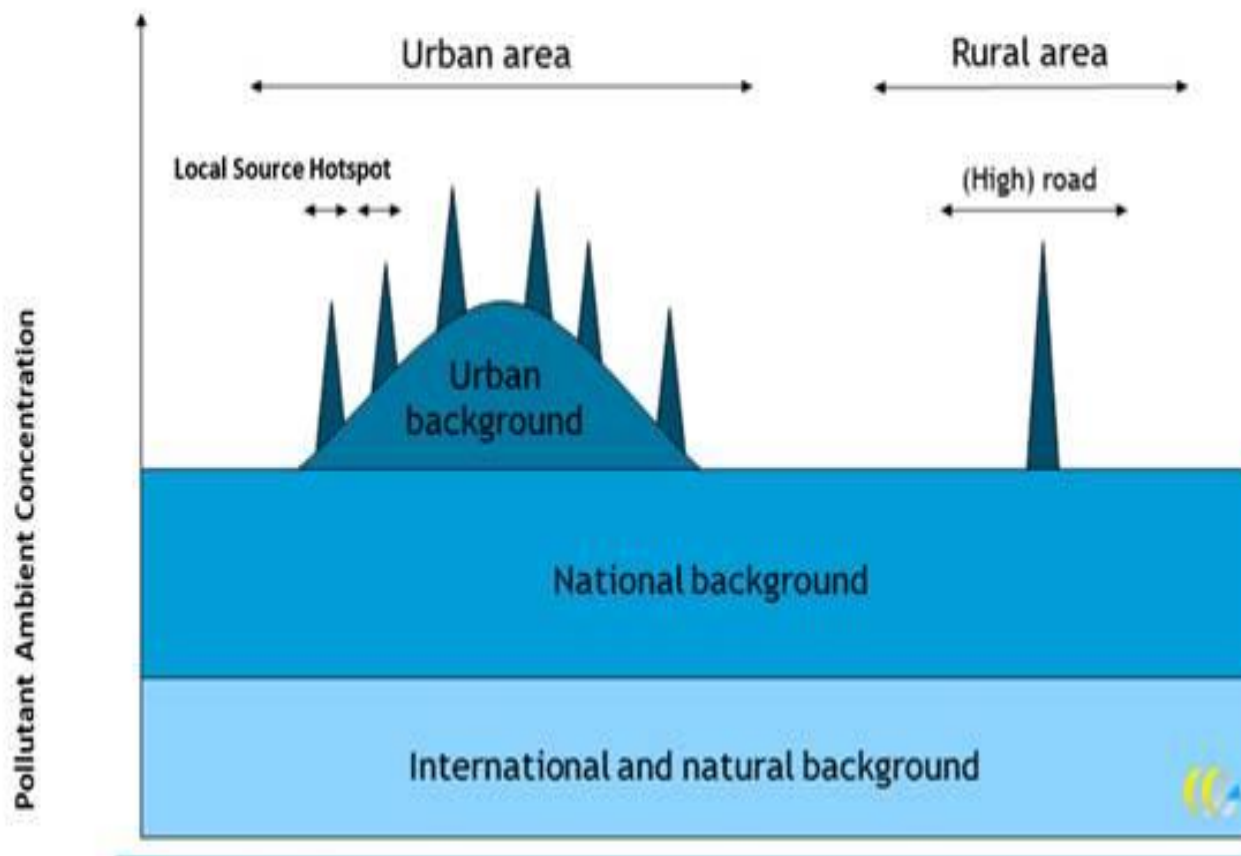 Urban area
Rural area
Local Source Hotspot
(High) road
Pollutant Ambient Concentration
Urban
background
National background
International and natural background